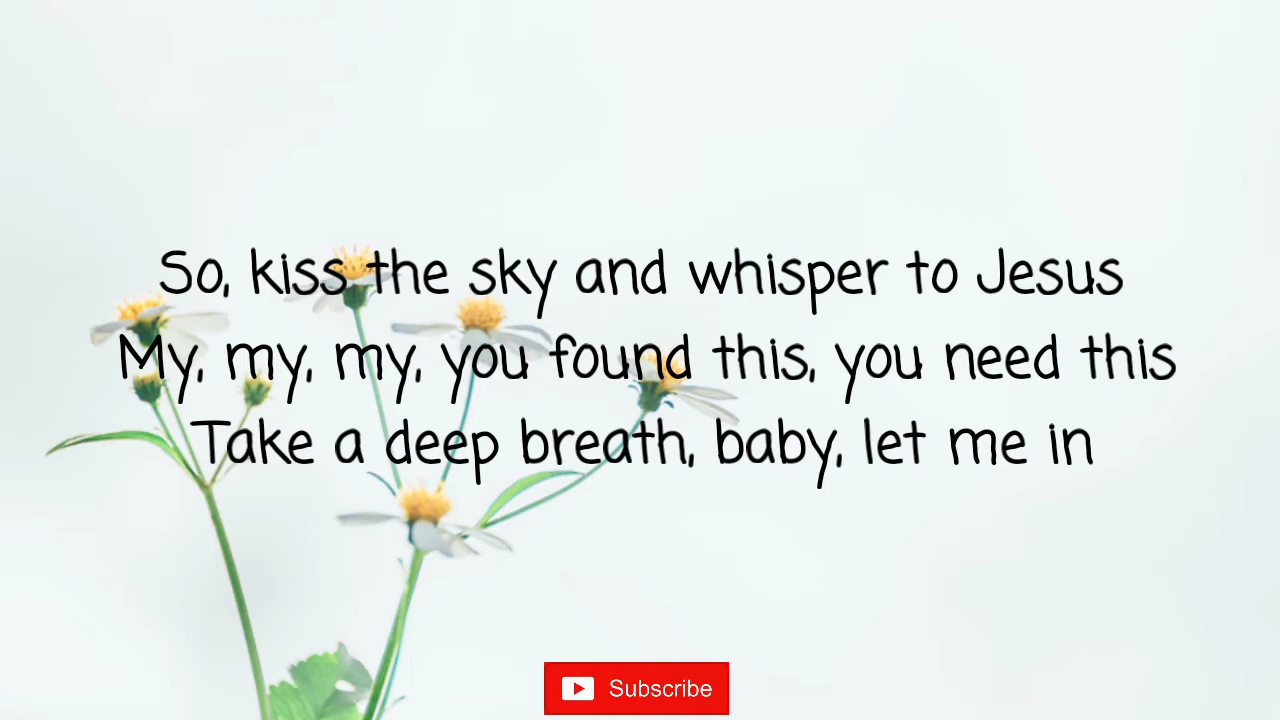 So, kiss the sky and whisper to Jesus
My, my, my, you found this, you need this
Take a deep breath, baby, let me in
Subscribe